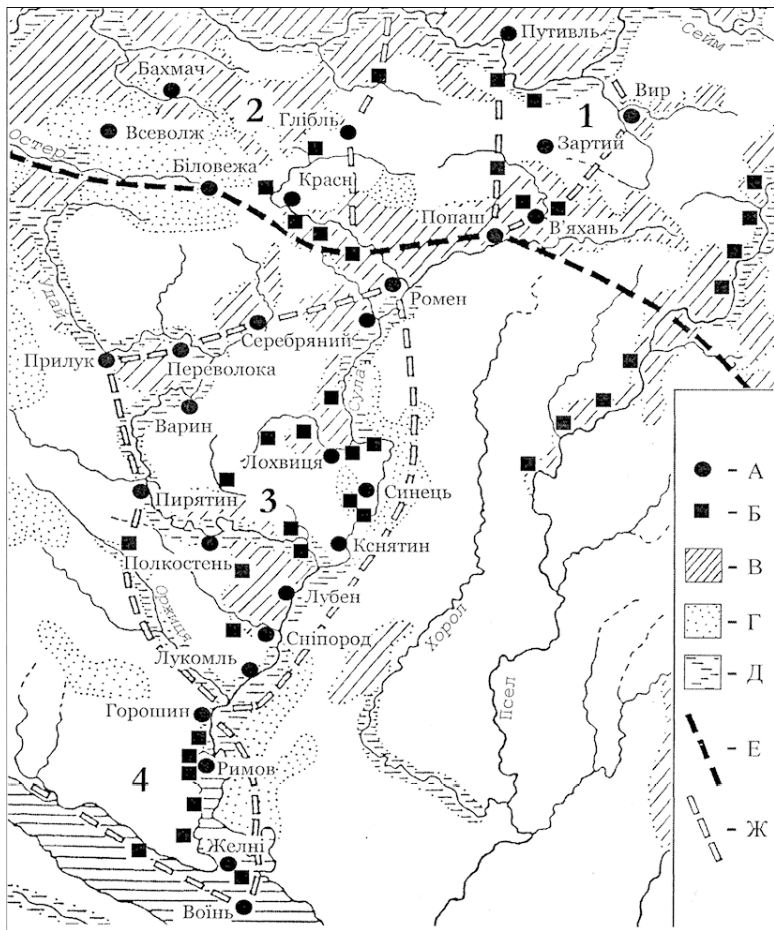 Путивль
Сейм
Бахмач
Вир
2
Глібль
1
Всеволж
Зартий
Остер
Біловежа
Красн
Попаш
В'яхань
Удай
Ромен
Серебряний
Прилук
Переволока
Сула
Варин
Лохвиця
Пирятин
3
Синець
Кснятин
Полкостень
Лубен
Оржиця
Сніпород
Хорол
Лукомль
Псел
Горошин
4
Римов
Желні
Воїнь
- А
- Б
- В
- Г
- Д
- Е
- Ж